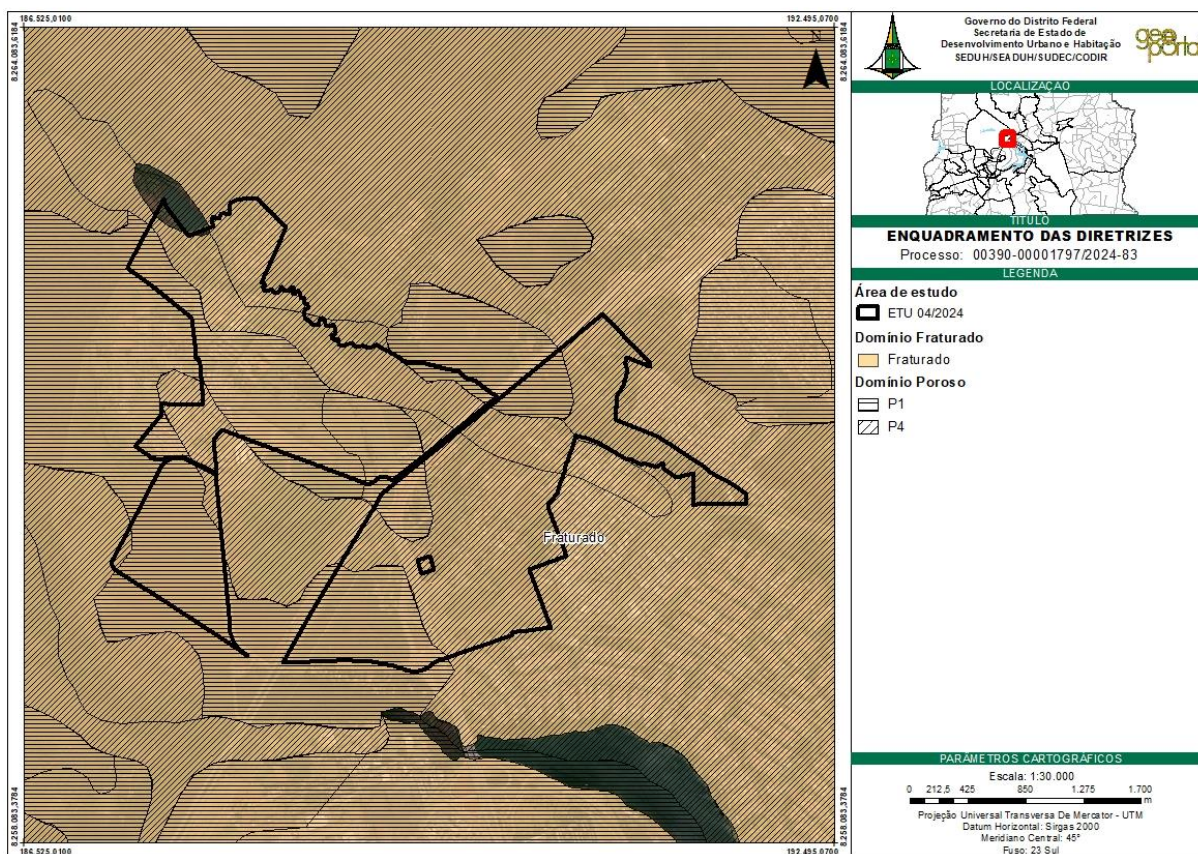 186.525,0100
192.495,0700
8.264.083,6184
8.264.083,6184
N
Fraturado
8.258.083,3784
8.258.083,3784
186.525,0100
192.495,0700
Governo do Distrito Federal
Secretaria de Estado de
Desenvolvimento Urbano e Habitação
SEDUH/SEADUH/SUDEC/CODIR
geo
porta
LOCALIZAÇÃO
TÍTULO
ENQUADRAMENTO DAS DIRETRIZES
Processo: 00390-00001797/2024-83
LEGENDA
Área de estudo
ETU 04/2024
Domínio Fraturado
Fraturado
Domínio Poroso
P1
P4
PARÂMETROS CARTOGRÁFICOS
Escala: 1:30.000
0 212,5 425 850 1.275 1.700
m
Projeção Universal Transversa De Mercator - UTM
Datum Horizontal: Sirgas 2000
Meridiano Central: 45º
Fuso: 23 Sul